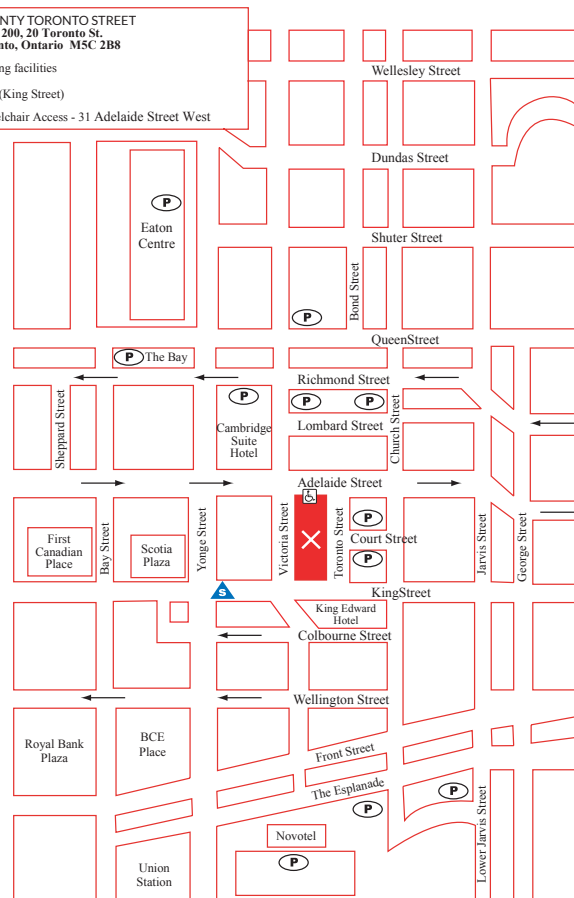 NTY TORONTO STREET
200, 20 Toronto St.
nto, Ontario M5C 2B8
ng facilities
(King Street)
lchair Access - 31 Adelaide Street West
Wellesley Street
Dundas Street
P
Eaton
Centre
Shuter Street
Bond Street
P
QueenStreet
P The Bay
Richmond Street
P
P
P
Sheppard Street
Cambridge
Suite
Hotel
Lombard Street
Church Street
Adelaide Street
First
Canadian
Place
Bay Street
Scotia
Plaza
Yonge Street
Victoria Street
Toronto Street
P
Court Street
P
Jarvis Street
George Street
S
KingStreet
King Edward
Hotel
Colbourne Street
Wellington Street
Royal Bank
Plaza
BCE
Place
Front Street
The Esplanade
P
P
Lower Jarvis Street
Novotel
P
Union
Station